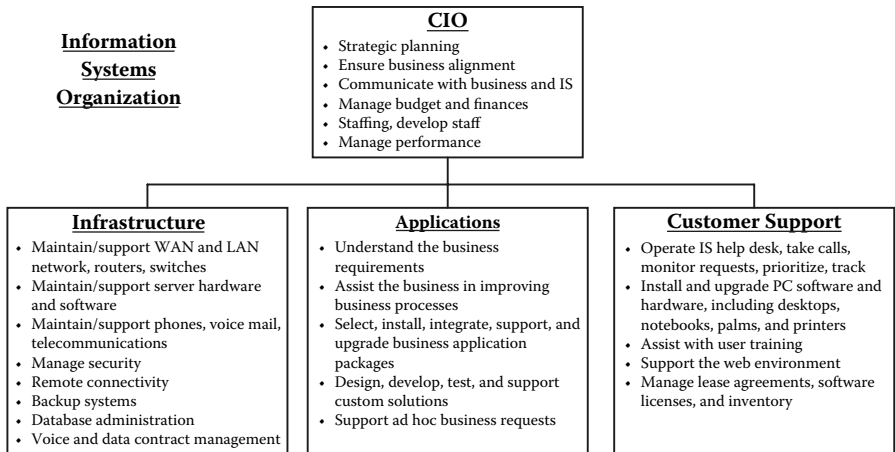 Information
Systems
Organization
CIO
• Strategic planning
• Ensure business alignment
• Communicate with business and IS
• Manage budget and finances
• Staffing, develop staff
• Manage performance
Infrastructure
• Maintain/support WAN and LAN
network, routers, switches
• Maintain/support server hardware
and software
• Maintain/support phones, voice mail,
telecommunications
• Manage security
• Remote connectivity
• Backup systems
• Database administration
• Voice and data contract management
Applications
• Understand the business
requirements
• Assist the business in improving
business processes
• Select, install, integrate, support, and
upgrade business application
packages
• Design, develop, test, and support
custom solutions
• Support ad hoc business requests
Customer Support
• Operate IS help desk, take calls,
monitor requests, prioritize, track
• Install and upgrade PC software and
hardware, including desktops,
notebooks, palms, and printers
• Assist with user training
• Support the web environment
• Manage lease agreements, software
licenses, and inventory